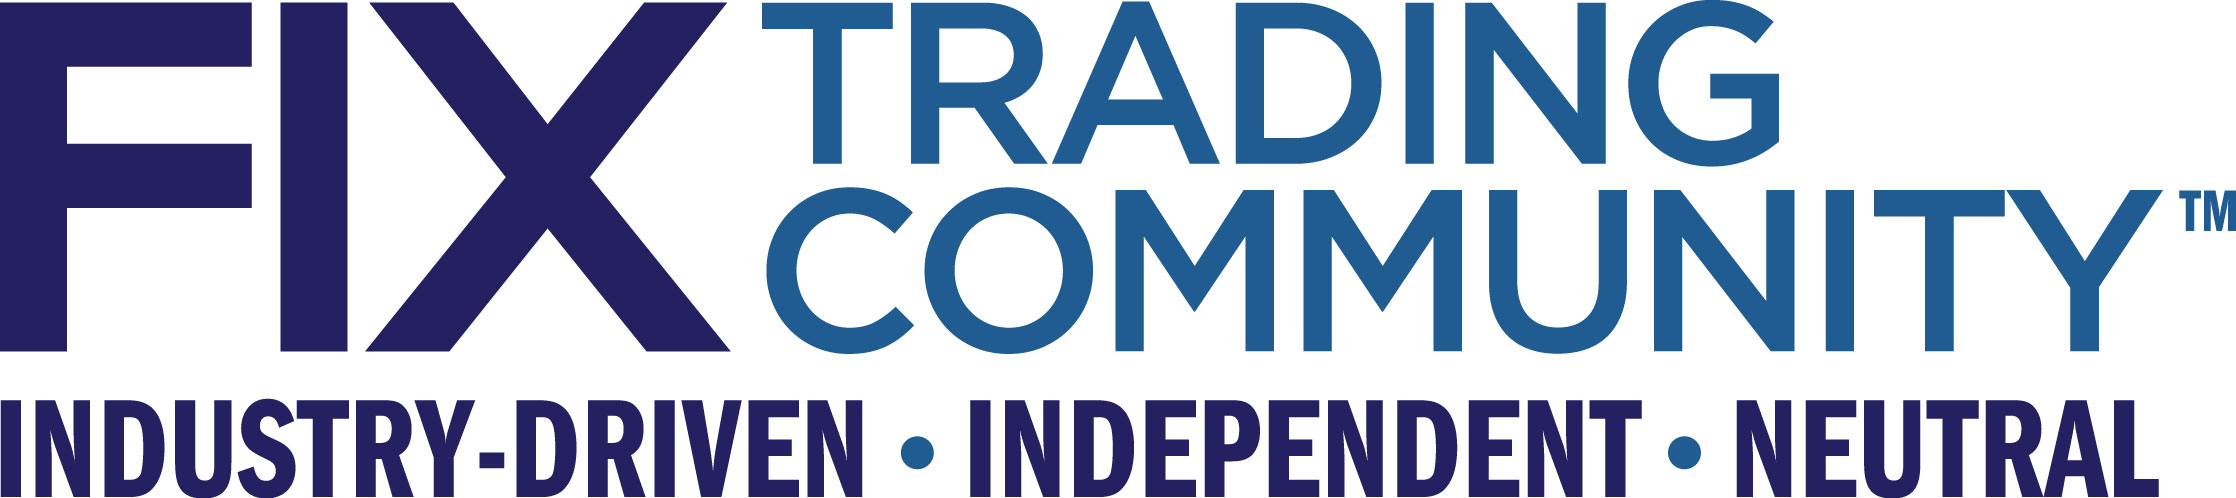 FIX TRADING
COMMUNITY™
INDUSTRY-DRIVEN • INDEPENDENT • NEUTRAL